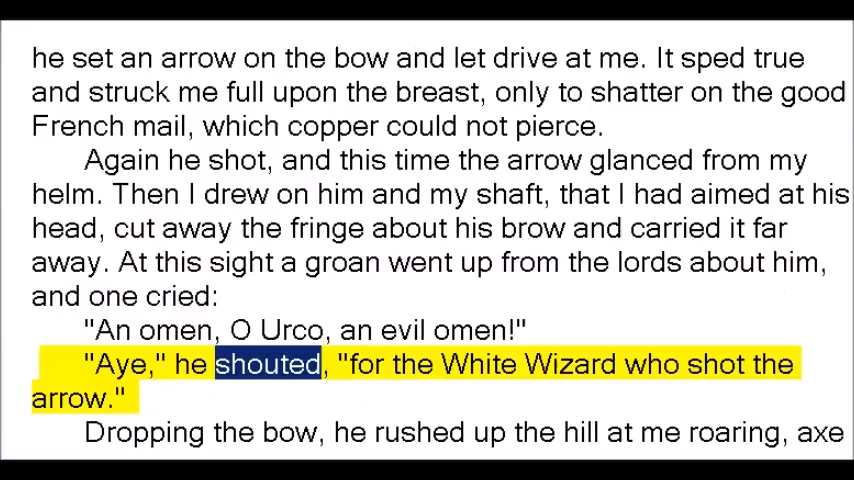 he set an arrow on the bow and let drive at me. It sped true
and struck me full upon the breast, only to shatter on the good
French mail, which copper could not pierce.
Again he shot, and this time the arrow glanced from my
helm. Then I drew on him and my shaft, that I had aimed at his
head, cut away the fringe about his brow and carried it far
away. At this sight a groan went up from the lords about him,
and one cried:
"An omen, O Urco, an evil omen!"
"Aye," he shouted, "for the White Wizard who shot the
arrow."
Dropping the bow, he rushed up the hill at me roaring, axe